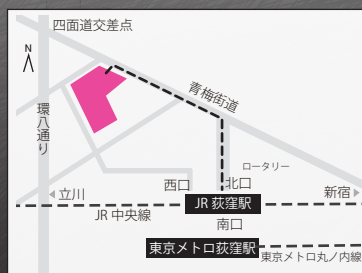 四面道交差点
N
環八通り
青梅街道
ロータリー
西口
北口
立川
新宿
JR 荻窪駅
JR 中央線
南口
東京メトロ荻窪駅
東京メトロ丸ノ内線